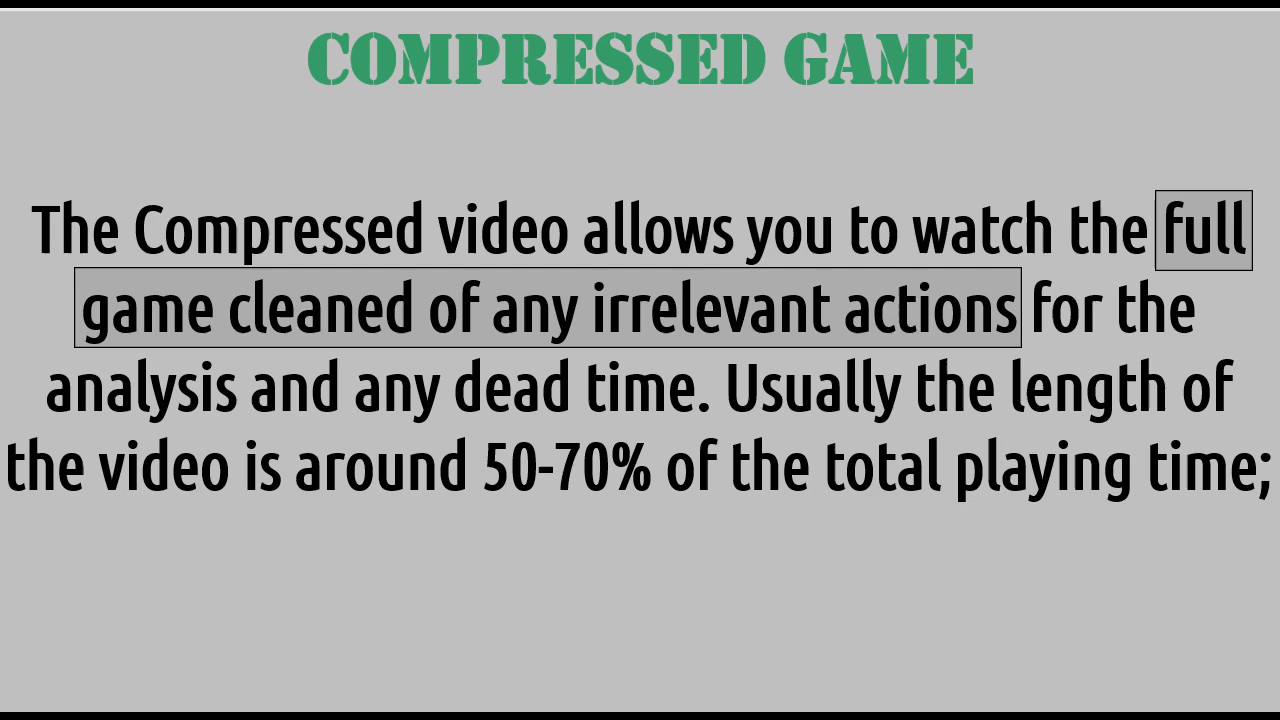 COMPRESSED GAME
The Compressed video allows you to watch the full
game cleaned of any irrelevant actions for the
analysis and any dead time. Usually the length of
the video is around 50-70% of the total playing time;